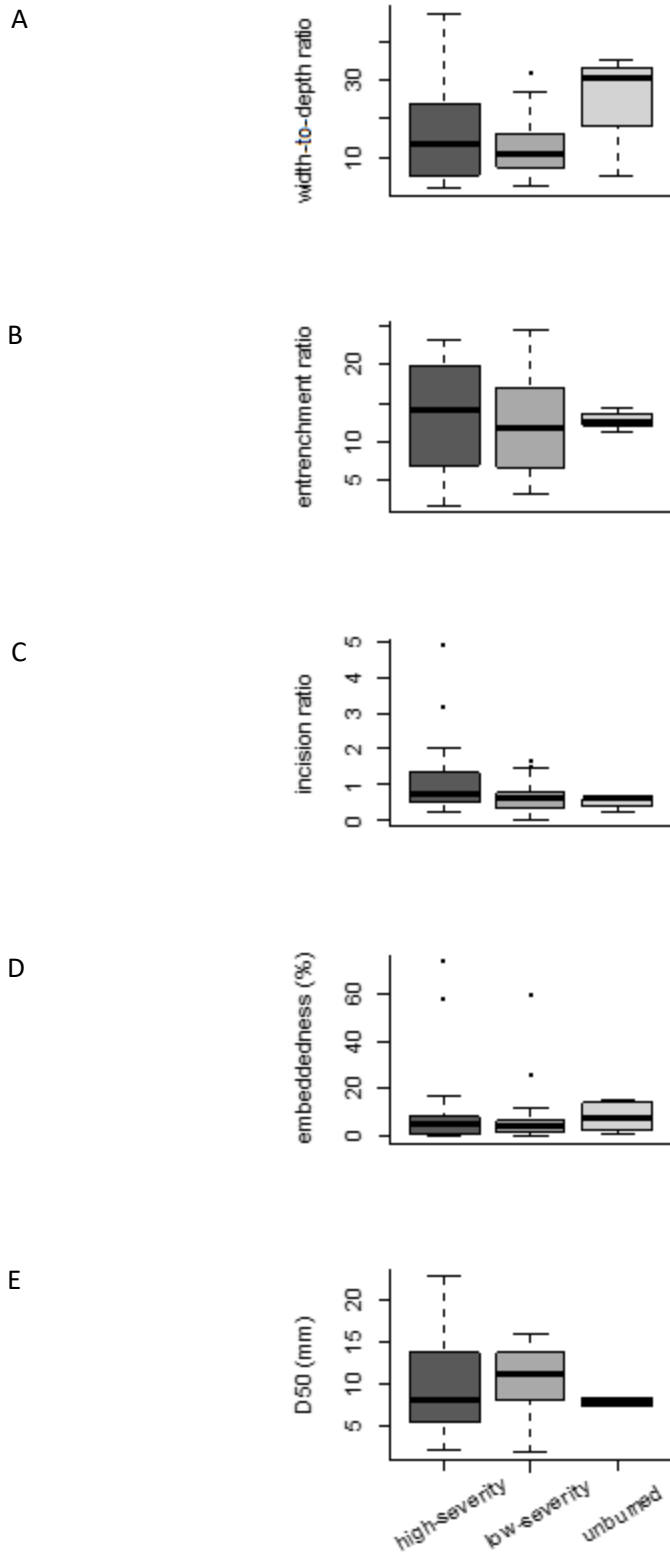 A
width-to-depth ratio
30
10
B
entrenchment ratio
20
10
5
C
incision ratio
5
4
3
2
1
0
D
embeddedness (%)
60
40
20
0
E
D50 (mm)
20
15
10
5
high-severity
low-severity
unburned